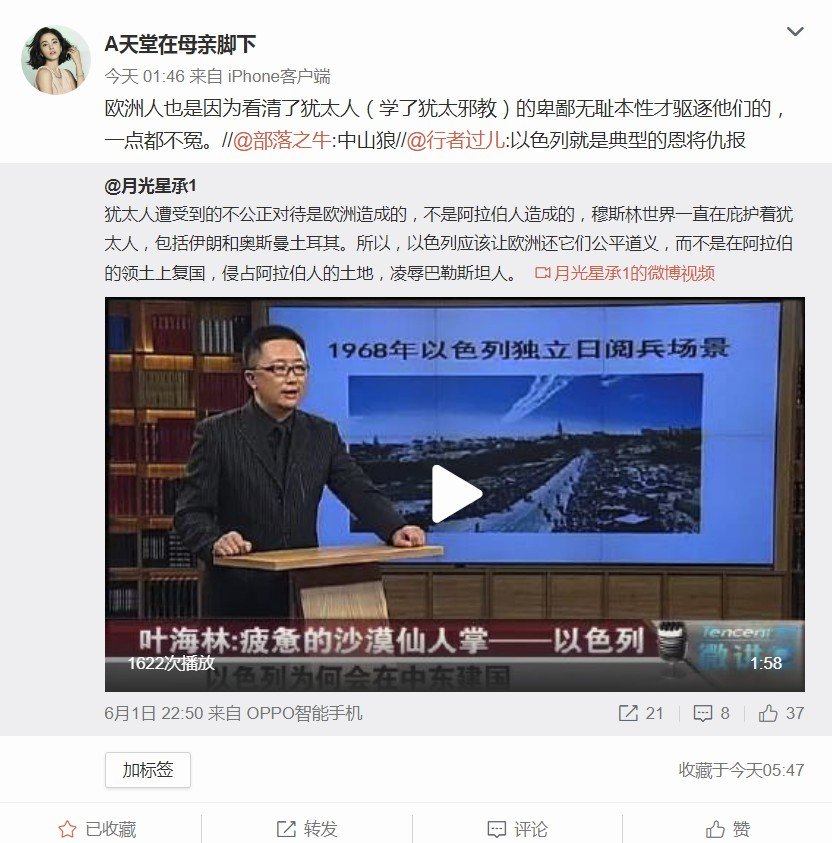 A天堂在母亲脚下
今天 01:46 来自 iPhone客户端
欧洲人也是因为看清了犹太人（学了犹太邪教）的卑鄙无耻本性才驱逐他们的，
一点都不冤。//@部落之牛:中山狼//@行者过儿:以色列就是典型的恩将仇报
@月光星承1
犹太人遭受到的不公正对待是欧洲造成的，不是阿拉伯人造成的，穆斯林世界一直在庇护着犹
太人，包括伊朗和奥斯曼土耳其。所以，以色列应该让欧洲还它们公平道义，而不是在阿拉伯
的领土上复国，侵占阿拉伯人的土地，凌辱巴勒斯坦人。 月光星承1的微博视频
1968年以色列独立日阅兵场景
叶海林:疲惫的沙漠仙人掌——以色列
Tencent
微讲堂
1622次播放
1:58
以色列为何会在中东建国
6月1日 22:50 来自 OPPO智能手机
21
8
37
加标签
收藏于今天05:47
已收藏
转发
评论
赞